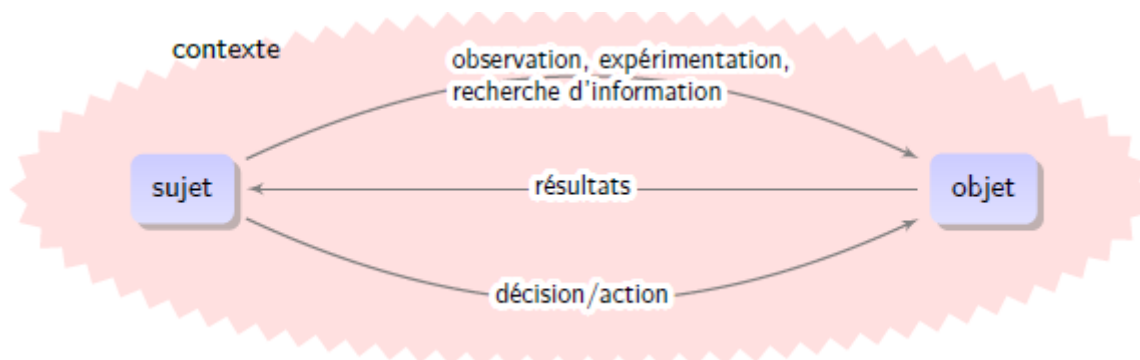 contexte
observation, expérimentation,
recherche d'information
sujet
résultats
objet
décision/action